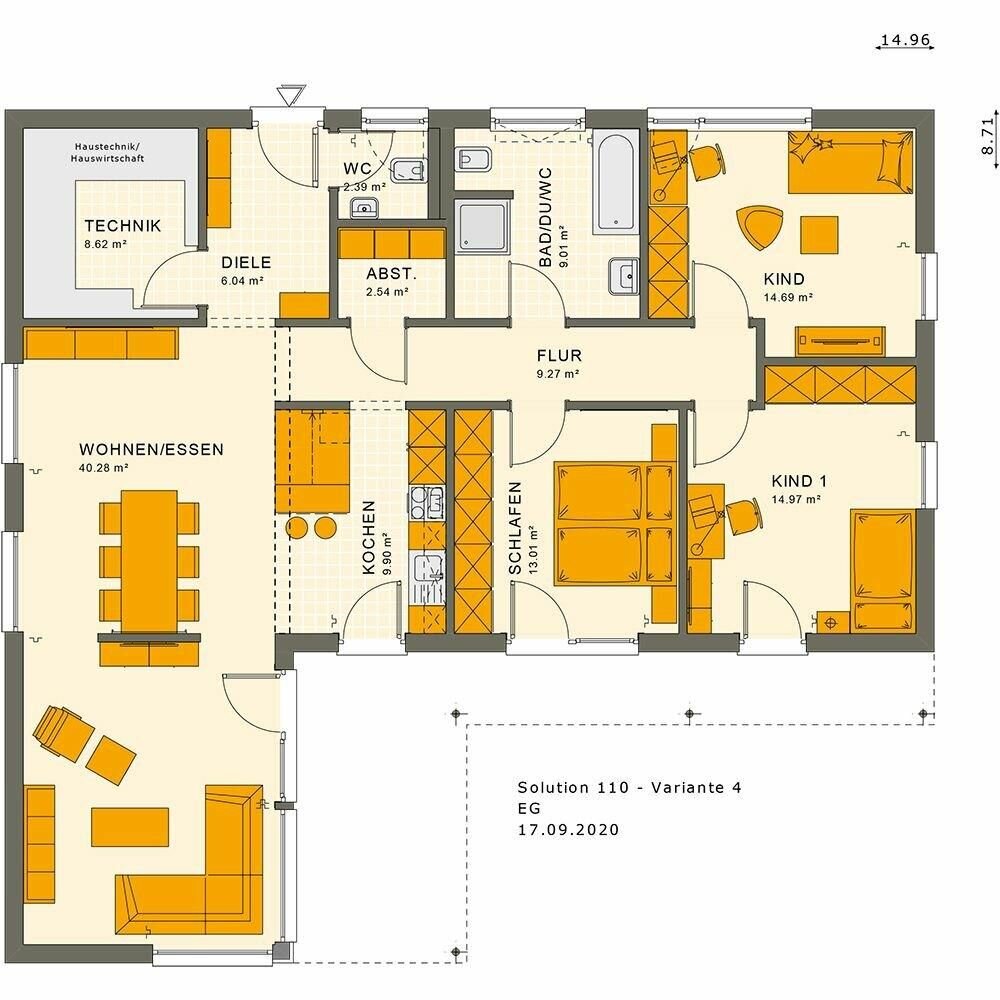 14.96
8.71
Haustechnik/
Hauswirtschaft
TECHNIK
8.62 m²
DIELE
6.04 m²
WC
2.39 m²
ABST.
2.54 m²
BAD/DU/WC
9.01 m²
KIND
14.69 m²
FLUR
9.27 m²
WOHNEN/ESSEN
40.28 m²
KOCHEN
9.90 m²
SCHLAFEN
13.01 m²
KIND 1
14.97 m²
Solution 110 - Variante 4
EG
17.09.2020